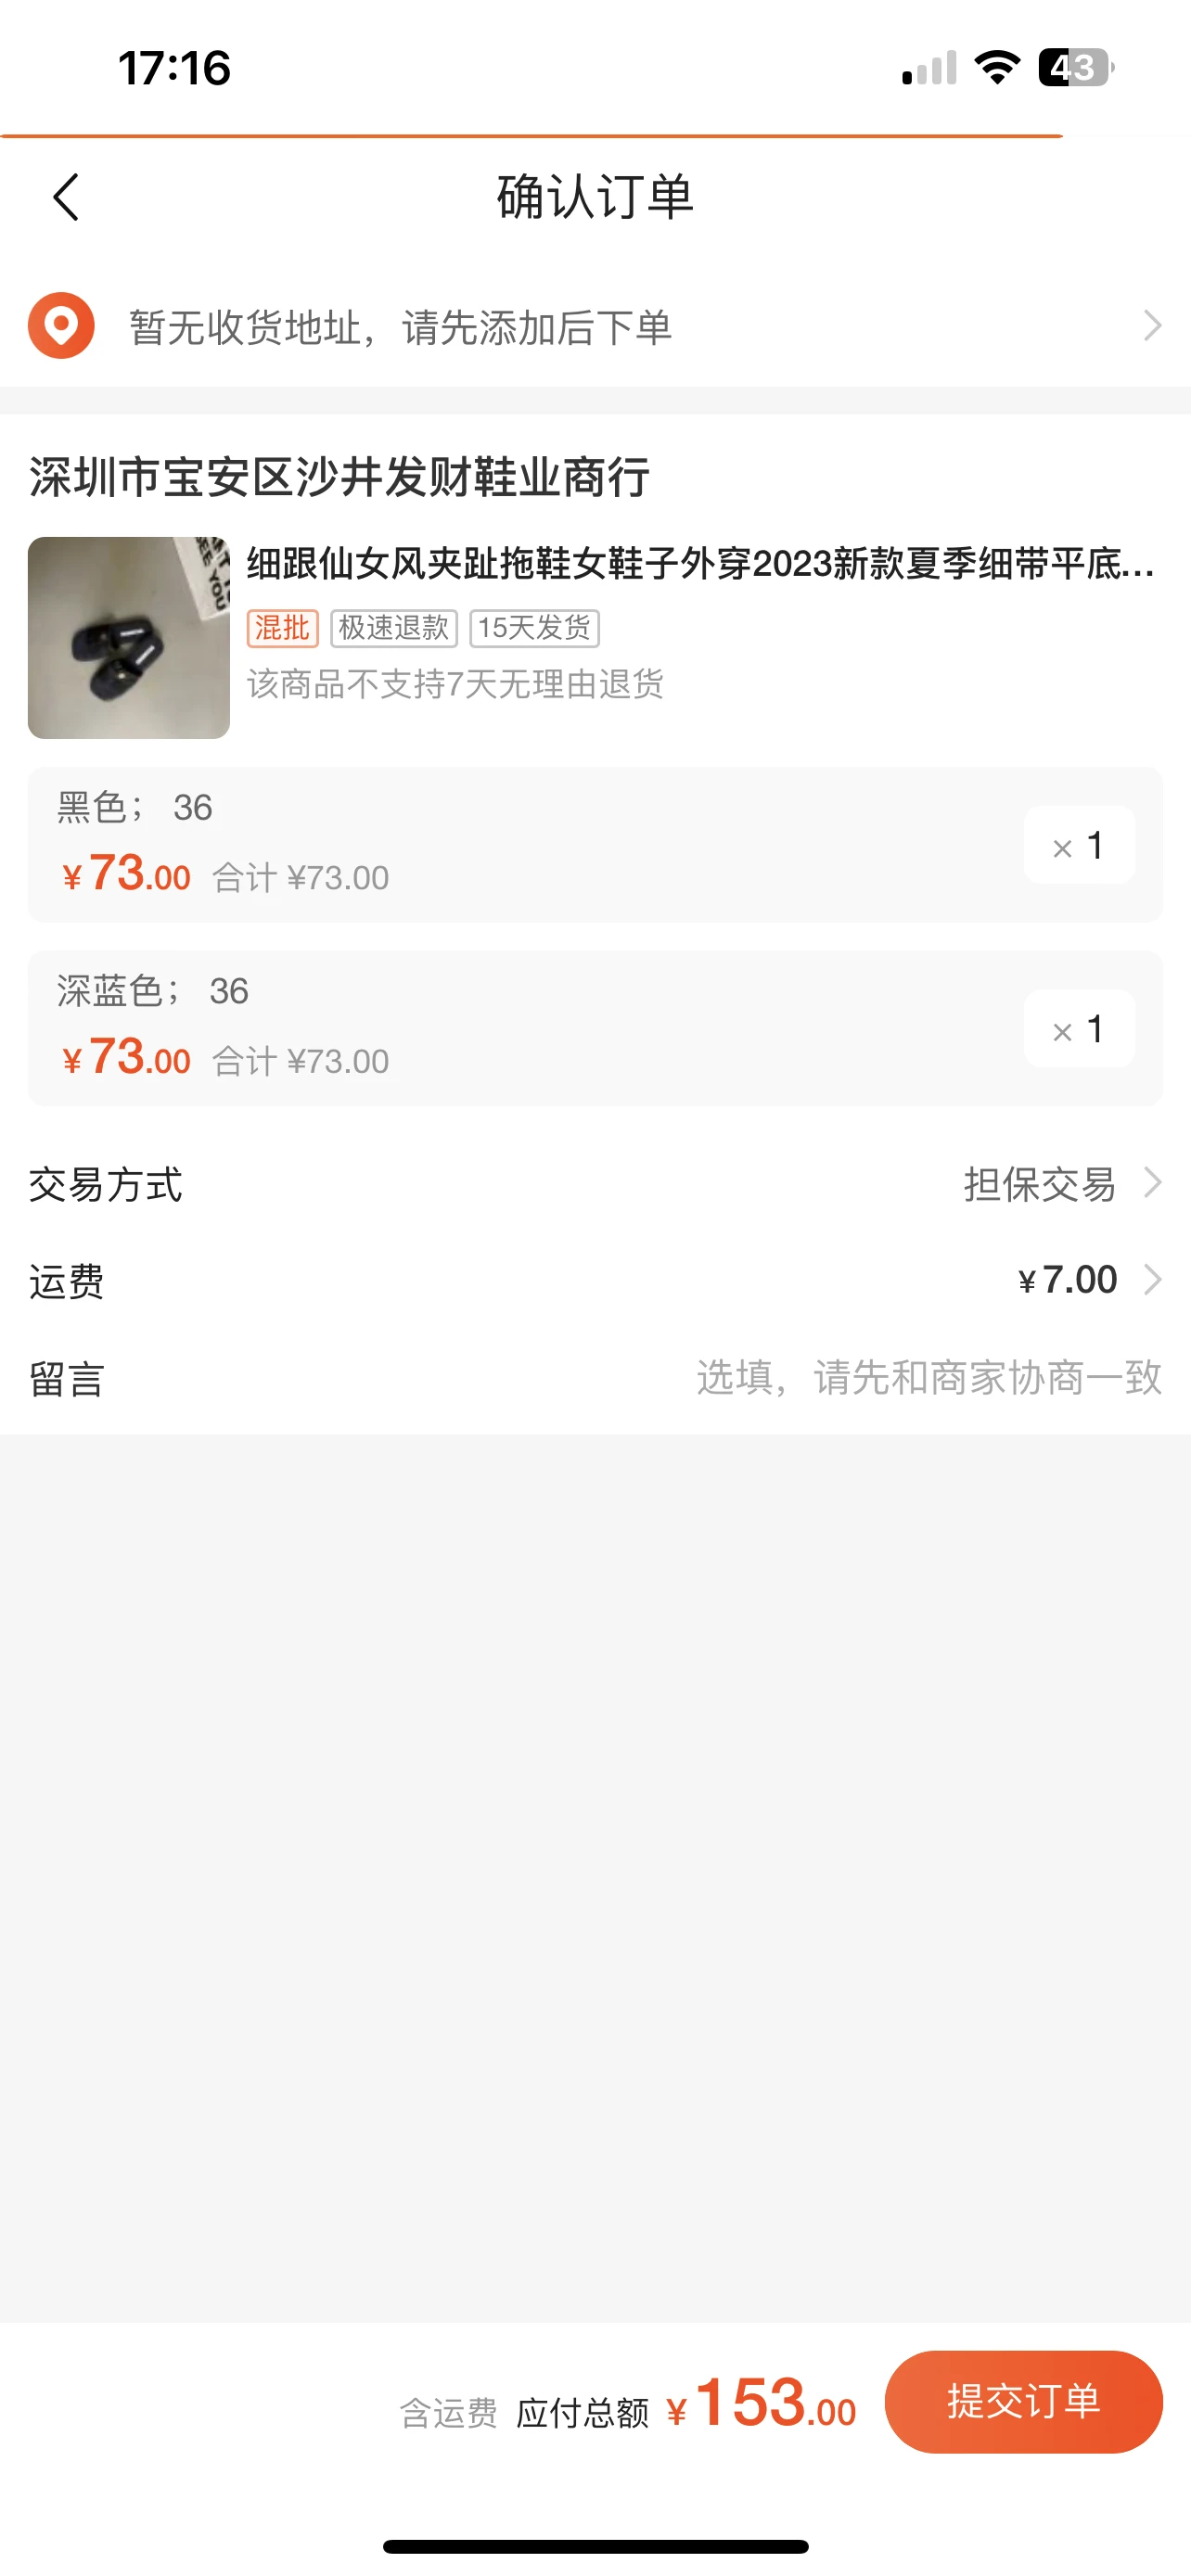 17:16
43
确认订单
暂无收货地址，请先添加后下单
深圳市宝安区沙井发财鞋业商行
细跟仙女风夹趾拖鞋女鞋子外穿2023新款夏季细带平底...
混批 极速退款 15天发货
该商品不支持7天无理由退货
黑色； 36
¥73.00 合计 ¥73.00
× 1
深蓝色； 36
¥73.00 合计 ¥73.00
× 1
交易方式 担保交易
运费 ¥7.00
留言 选填，请先和商家协商一致
含运费 应付总额 ¥153.00 提交订单